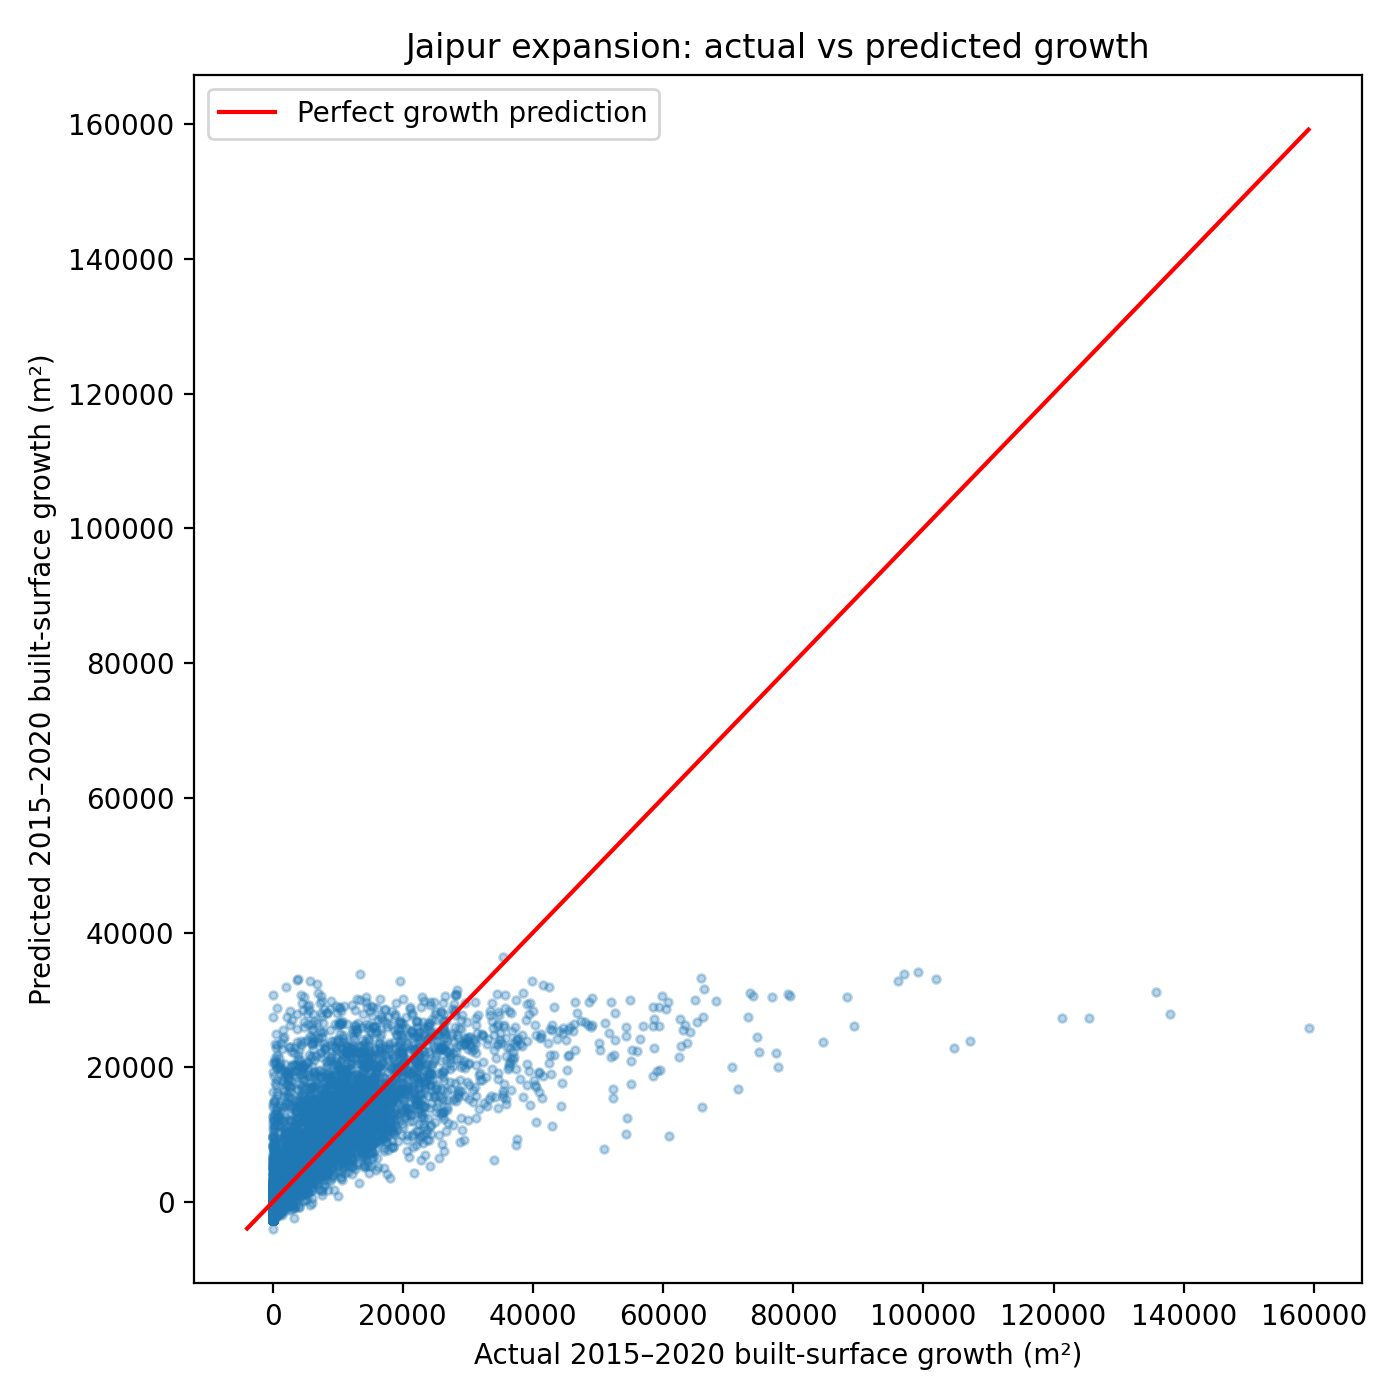 Jaipur expansion: actual vs predicted growth
Perfect growth prediction
160000
140000
120000
100000
80000
60000
40000
20000
0
Predicted 2015–2020 built-surface growth (m²)
0 20000 40000 60000 80000 100000 120000 140000 160000
Actual 2015–2020 built-surface growth (m²)